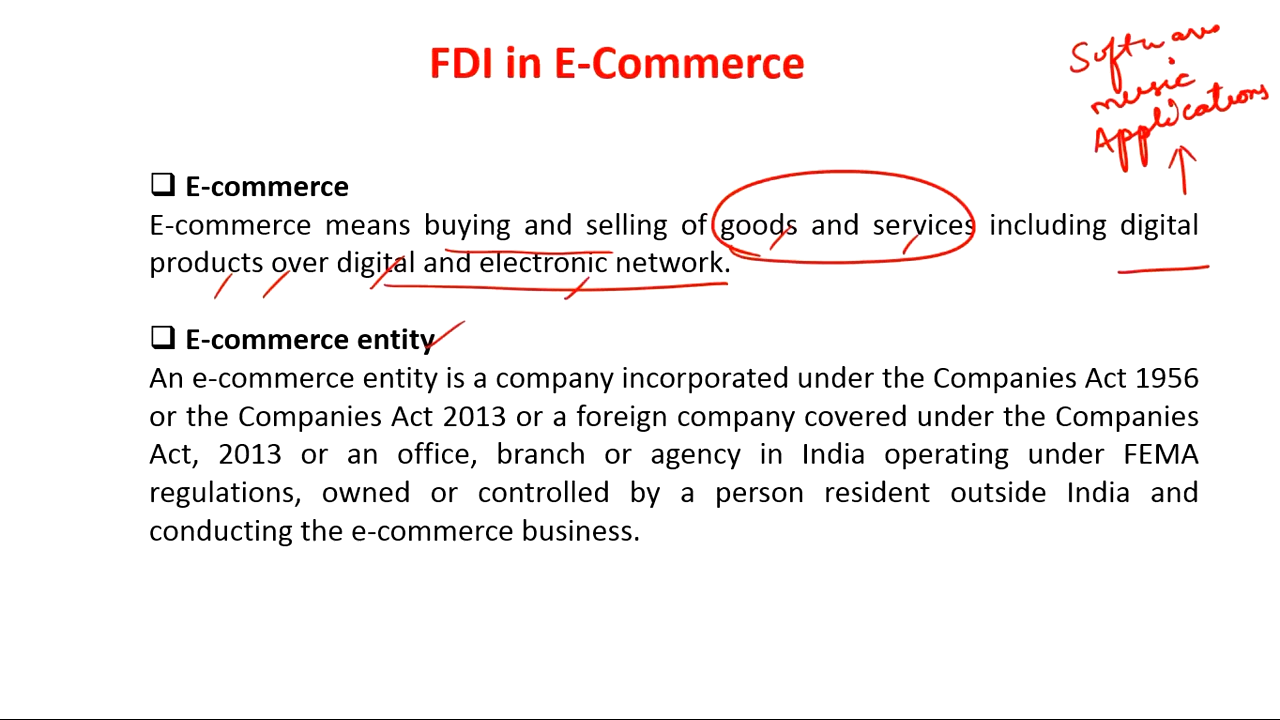 FDI in E-Commerce
Software
music
Applications
❑ E-commerce
E-commerce means buying and selling of goods and services including digital
products over digital and electronic network.
❑ E-commerce entity
An e-commerce entity is a company incorporated under the Companies Act 1956
or the Companies Act 2013 or a foreign company covered under the Companies
Act, 2013 or an office, branch or agency in India operating under FEMA
regulations, owned or controlled by a person resident outside India and
conducting the e-commerce business.